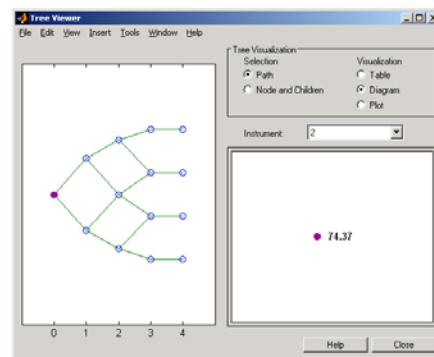 Tree Viewer
File Edit View Insert Tools Window Help
Tree Visualization
Selection
Path
Node and Children
Visualization
Table
Diagram
Plot
Instrument: 2
74.37
0 1 2 3 4
Help Close